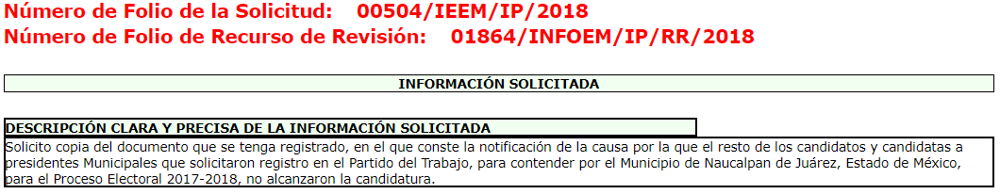 Número de Folio de la Solicitud: 00504/IEEM/IP/2018
Número de Folio de Recurso de Revisión: 01864/INFOEM/IP/RR/2018
INFORMACIÓN SOLICITADA
DESCRIPCIÓN CLARA Y PRECISA DE LA INFORMACIÓN SOLICITADA
Solicito copia del documento que se tenga registrado, en el que conste la notificación de la causa por la que el resto de los candidatos y candidatas a
presidentes Municipales que solicitaron registro en el Partido del Trabajo, para contender por el Municipio de Naucalpan de Juárez, Estado de México,
para el Proceso Electoral 2017-2018, no alcanzaron la candidatura.